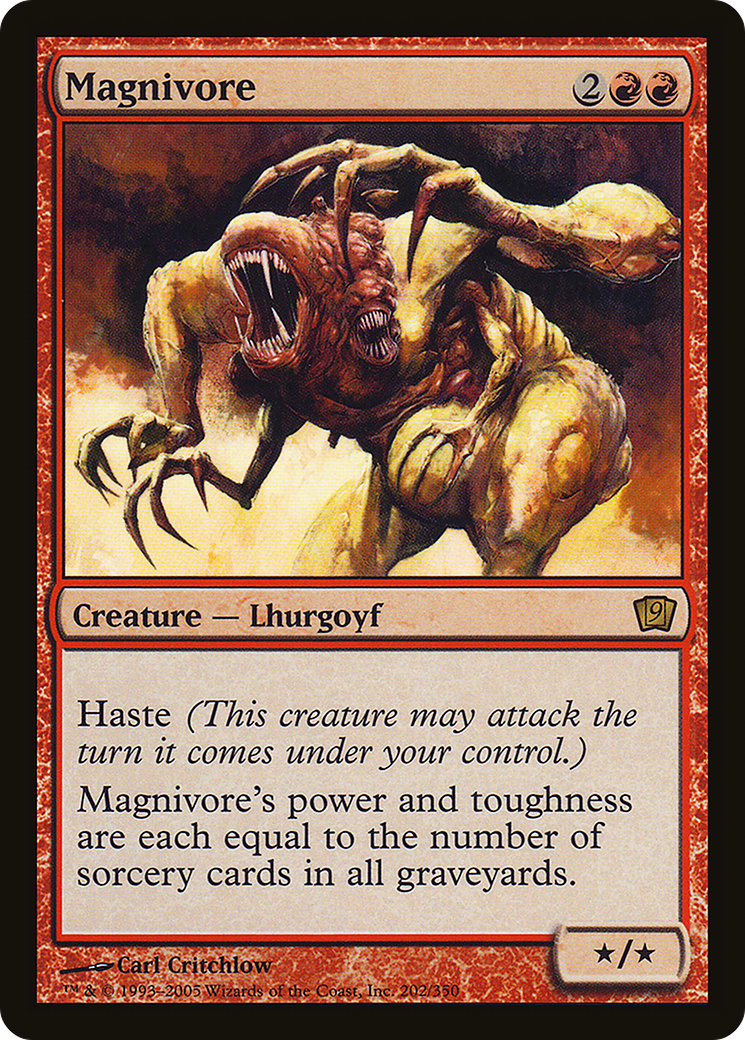 Magnivore 2
Creature — Lhurgoyf 9
Haste (This creature may attack the
turn it comes under your control.)
Magnivore's power and toughness
are each equal to the number of
sorcery cards in all graveyards.
★/★
Carl Critchlow
™ & © 1993–2005 Wizards of the Coast, Inc. 202/350